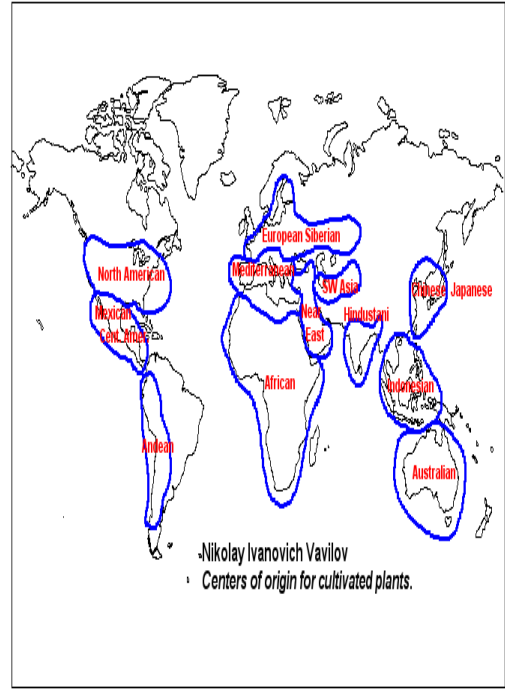 European Siberian
North American
Mediterranean
SW Asia
Chinese Japanese
Mexican
Cent. Amer.
Near
East
Hindustani
African
Indonesian
Andean
Australian
Nikolay Ivanovich Vavilov
Centers of origin for cultivated plants.